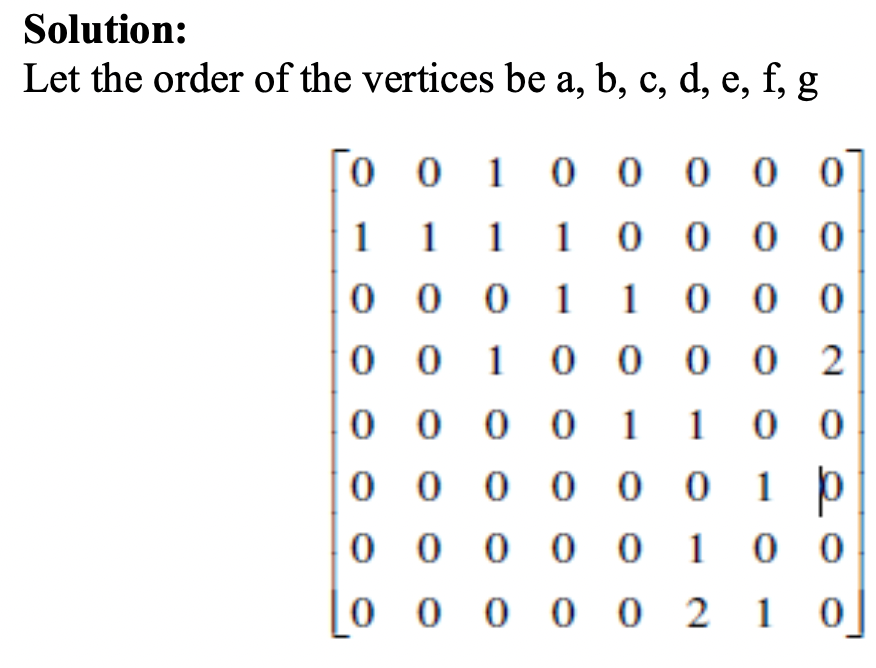 Solution:
Let the order of the vertices be a, b, c, d, e, f, g
0 0 1 0 0 0 0 0
1 1 1 1 0 0 0 0
0 0 0 1 1 0 0 0
0 0 1 0 0 0 0 2
0 0 0 0 1 1 0 0
0 0 0 0 0 0 1 0
0 0 0 0 0 1 0 0
0 0 0 0 0 2 1 0